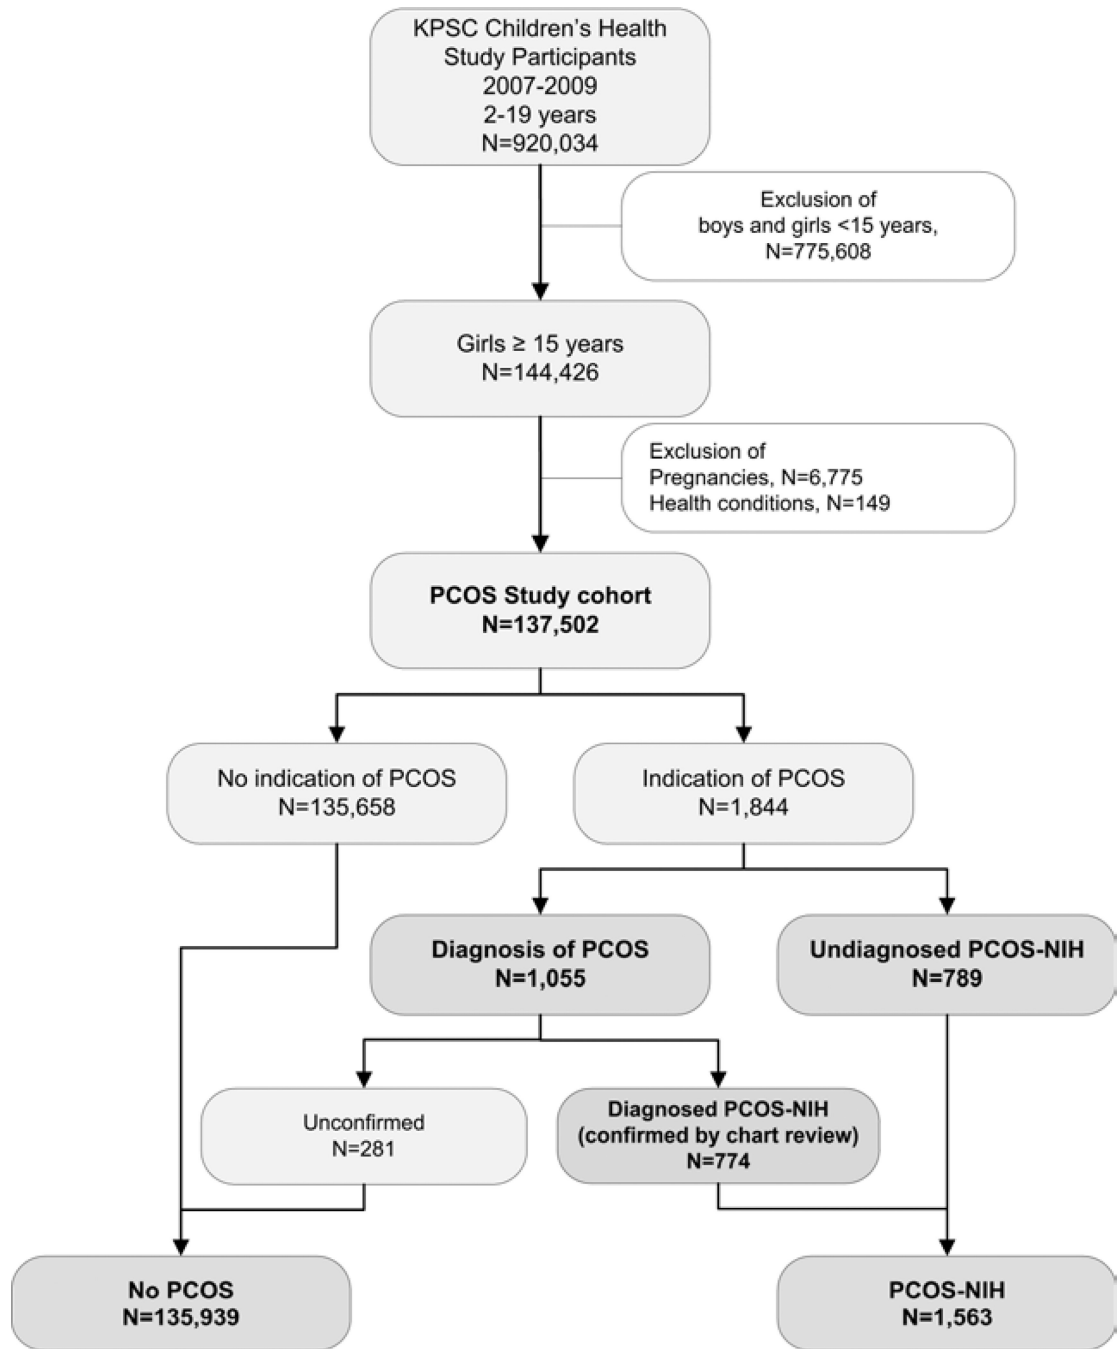 KPSC Children's Health
Study Participants
2007-2009
2-19 years
N=920,034
Exclusion of
boys and girls <15 years,
N=775,608
Girls ≥ 15 years
N=144,426
Exclusion of
Pregnancies, N=6,775
Health conditions, N=149
PCOS Study cohort
N=137,502
No indication of PCOS
N=135,658
Indication of PCOS
N=1,844
Diagnosis of PCOS
N=1,055
Undiagnosed PCOS-NIH
N=789
Unconfirmed
N=281
Diagnosed PCOS-NIH
(confirmed by chart review)
N=774
No PCOS
N=135,939
PCOS-NIH
N=1,563